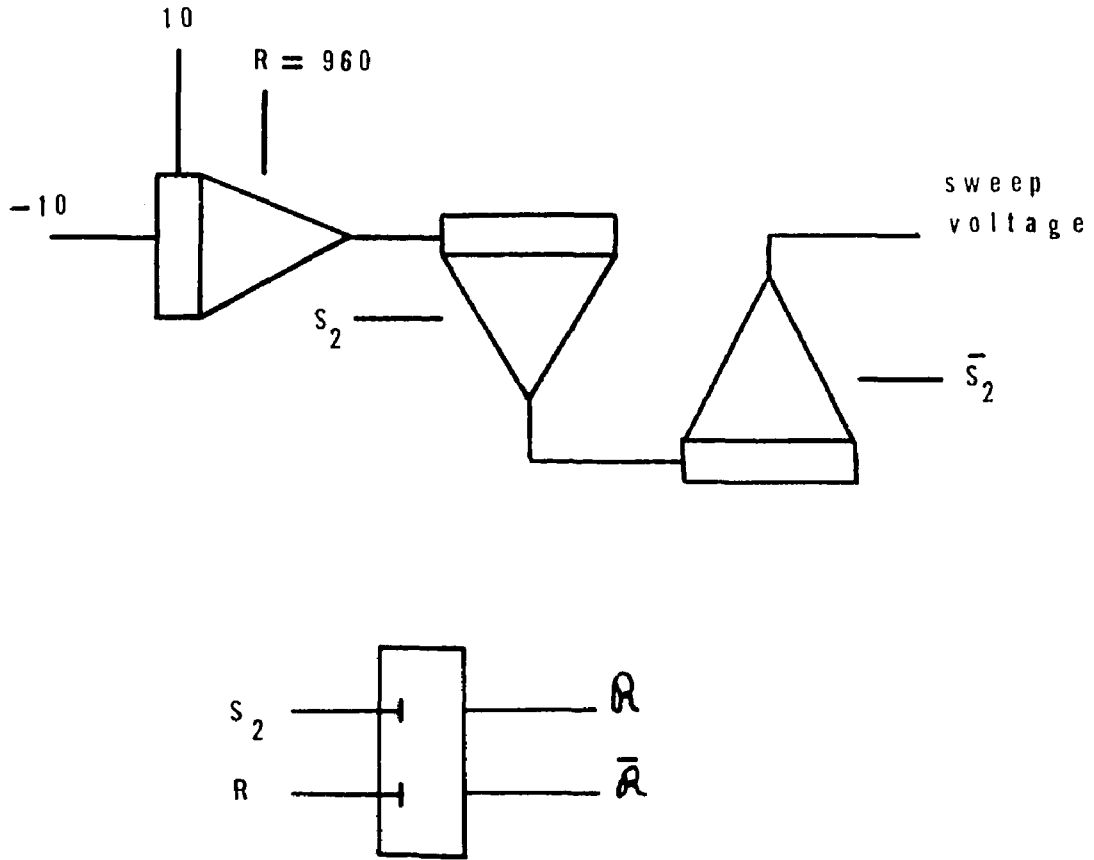 10
R = 960
-10
sweep
voltage
S₂
S̄₂
S₂
R
ℛ
ℛ̄